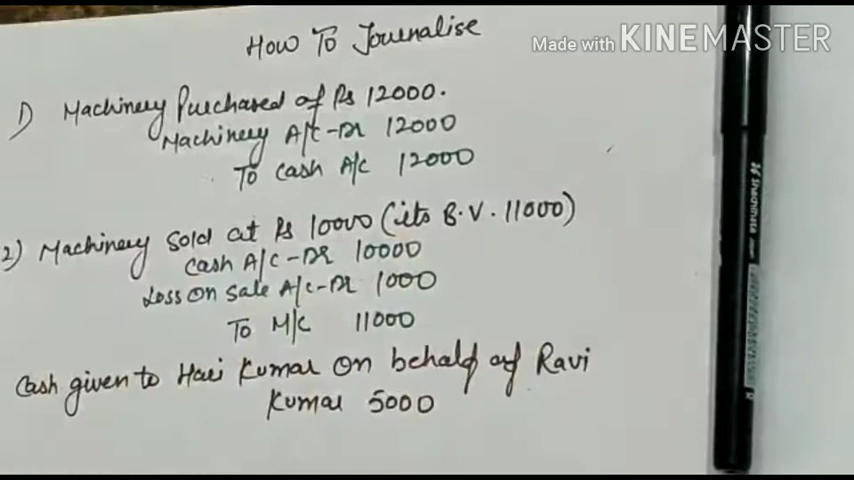 How To Journalise
Made with KINEMASTER
1) Machinery Purchased of Rs 12000.
Machinery A/c-Dr 12000
To cash A/c 12000
2) Machinery Sold at Rs 10000 (its B.V. 11000)
Cash A/c-Dr 10000
Loss on Sale A/c-Dr 1000
To M/c 11000
Cash given to Hari Kumar On behalf of Ravi
Kumar 5000